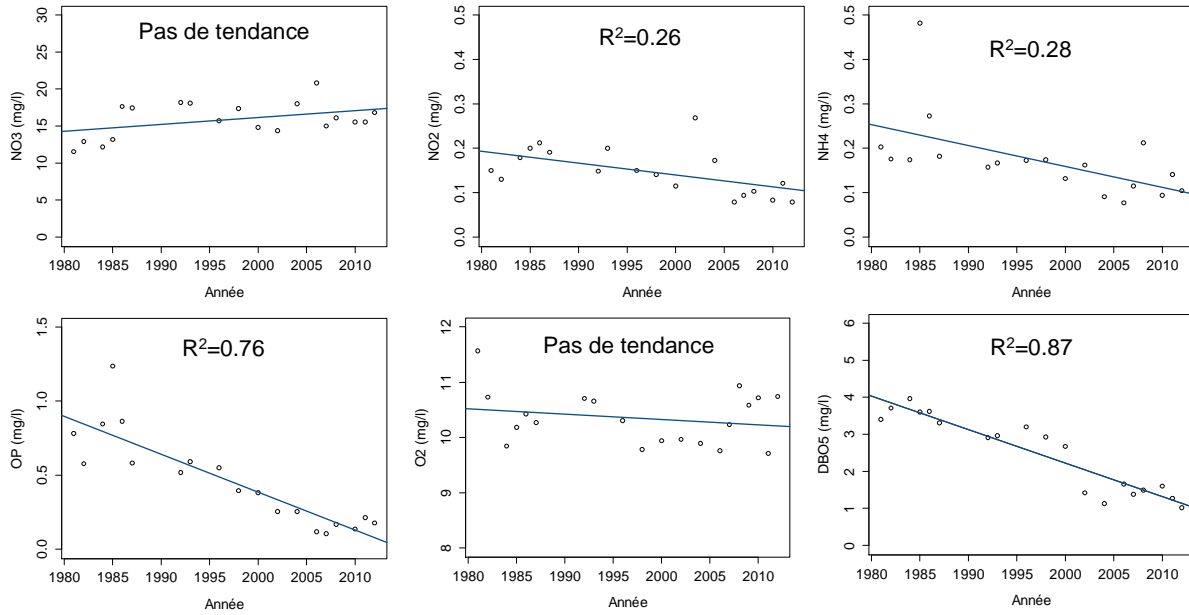 Pas de tendance
NO3 (mg/l)
30
25
20
15
10
5
0
1980 1985 1990 1995 2000 2005 2010
Année
R²=0.26
NO2 (mg/l)
0.5
0.4
0.3
0.2
0.1
0.0
1980 1985 1990 1995 2000 2005 2010
Année
R²=0.28
NH4 (mg/l)
0.5
0.4
0.3
0.2
0.1
0.0
1980 1985 1990 1995 2000 2005 2010
Année
R²=0.76
OP (mg/l)
1.5
1.0
0.5
0.0
1980 1985 1990 1995 2000 2005 2010
Année
Pas de tendance
O2 (mg/l)
12
11
10
9
8
1980 1985 1990 1995 2000 2005 2010
Année
R²=0.87
DBO5 (mg/l)
6
5
4
3
2
1
0
1980 1985 1990 1995 2000 2005 2010
Année